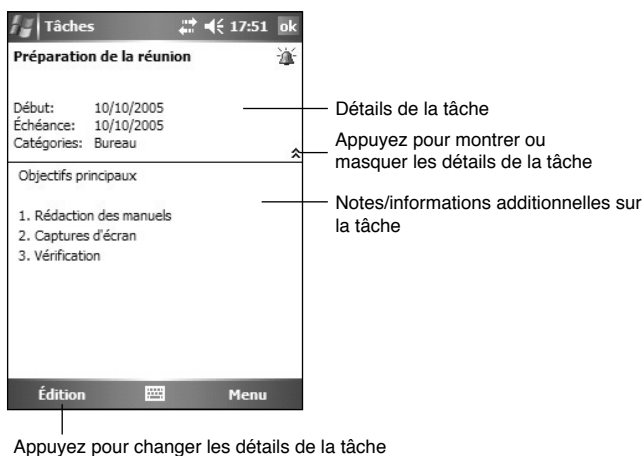 Tâches 17:51 ok
Préparation de la réunion
Début: 10/10/2005
Échéance: 10/10/2005
Catégories: Bureau
Objectifs principaux
1. Rédaction des manuels
2. Captures d'écran
3. Vérification
Édition Menu
Détails de la tâche
Appuyez pour montrer ou
masquer les détails de la tâche
Notes/informations additionnelles sur
la tâche
Appuyez pour changer les détails de la tâche